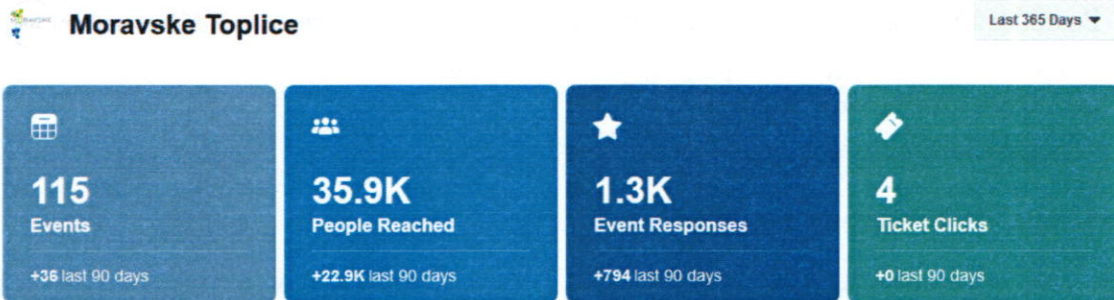 Moravske Toplice
Last 365 Days
115
Events
+36 last 90 days
35.9K
People Reached
+22.9K last 90 days
1.3K
Event Responses
+794 last 90 days
4
Ticket Clicks
+0 last 90 days